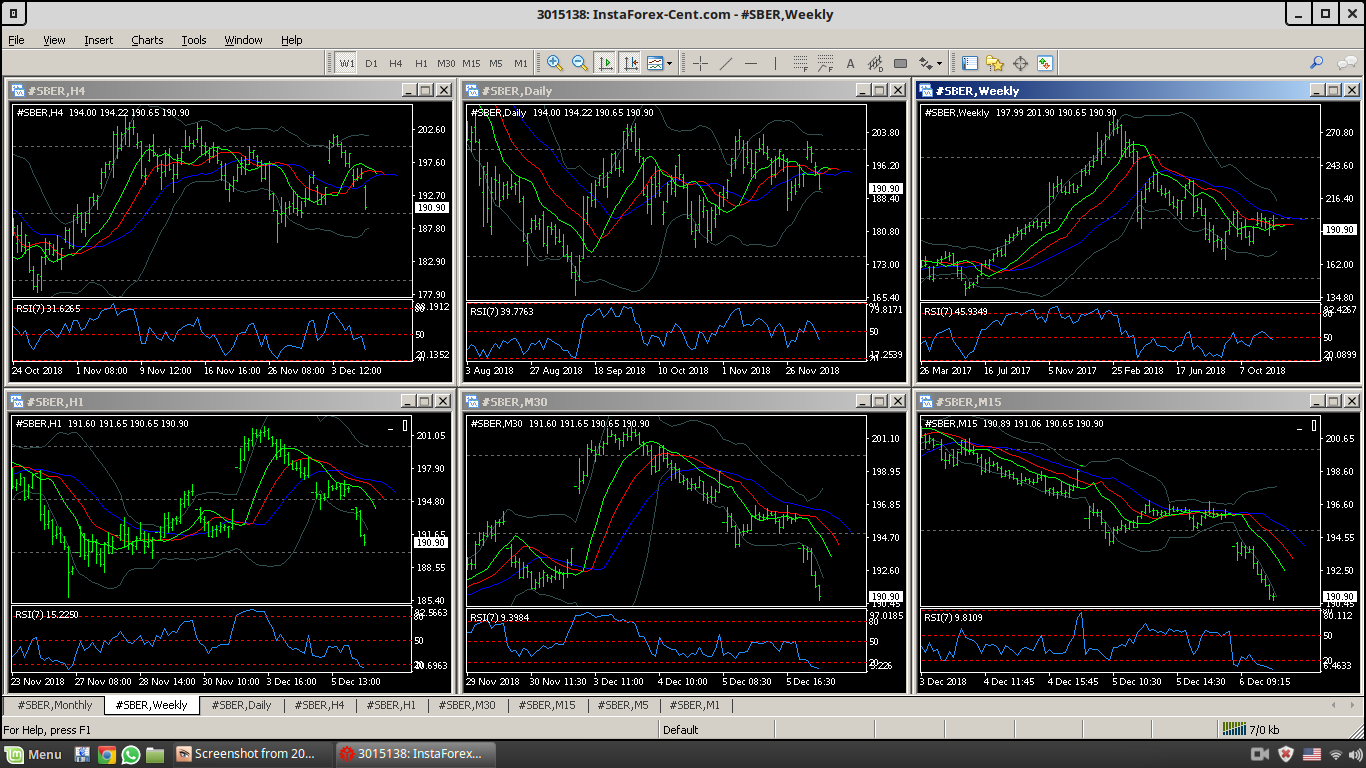 3015138: InstaForex-Cent.com - #SBER,Weekly
File View Insert Charts Tools Window Help
W1 D1 H4 H1 M30 M15 M5 M1 A
#SBER,H4
#SBER,H4 194.00 194.22 190.65 190.90
202.60
197.60
192.70
190.90
187.80
182.90
177.90
RSI(7) 31.6265
80
50
20.1352
24 Oct 2018 1 Nov 08:00 9 Nov 12:00 16 Nov 16:00 26 Nov 08:00 3 Dec 12:00
#SBER,Daily
#SBER,Daily 194.00 194.22 190.65 190.90
203.80
196.20
190.90
188.40
180.80
173.00
165.40
RSI(7) 39.7763
79.8171
50
17.2539
3 Aug 2018 27 Aug 2018 18 Sep 2018 10 Oct 2018 1 Nov 2018 26 Nov 2018
#SBER,Weekly
#SBER,Weekly 197.99 201.90 190.65 190.90
270.80
243.60
216.40
190.90
162.00
134.80
RSI(7) 45.9349
50
20.0899
26 Mar 2017 16 Jul 2017 5 Nov 2017 25 Feb 2018 17 Jun 2018 7 Oct 2018
#SBER,H1
#SBER,H1 191.60 191.65 190.65 190.90
201.05
197.90
194.80
191.65
190.90
188.55
185.40
RSI(7) 15.2250
80
50
23 Nov 2018 27 Nov 08:00 28 Nov 14:00 30 Nov 10:00 3 Dec 16:00 5 Dec 13:00
#SBER,M30
#SBER,M30 191.60 191.65 190.65 190.90
201.10
198.95
196.85
194.70
192.60
190.90
190.45
RSI(7) 9.3984
97.0185
80
50
20
29 Nov 2018 30 Nov 11:30 3 Dec 11:00 4 Dec 10:00 5 Dec 08:30 5 Dec 16:30
#SBER,M15
#SBER,M15 190.89 191.06 190.65 190.90
200.65
198.60
196.60
194.55
192.50
190.90
190.45
RSI(7) 9.8109
50
20
6.4633
3 Dec 2018 4 Dec 11:45 4 Dec 15:45 5 Dec 10:30 5 Dec 14:30 6 Dec 09:15
#SBER,Monthly #SBER,Weekly #SBER,Daily #SBER,H4 #SBER,H1 #SBER,M30 #SBER,M15 #SBER,M5 #SBER,M1
For Help, press F1 Default 7/0 kb
Menu Screenshot from 20... 3015138: InstaForex...